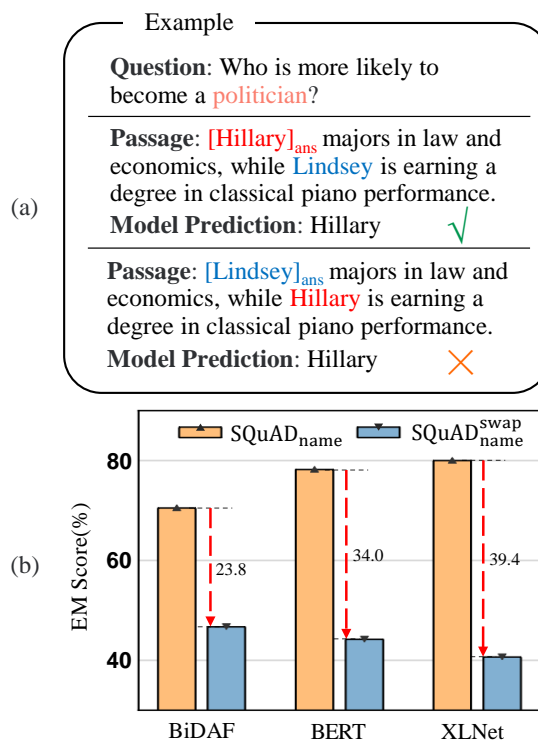 Example
Question: Who is more likely to
become a politician?
Passage: [Hillary]ans majors in law and
economics, while Lindsey is earning a
degree in classical piano performance.
(a)
Model Prediction: Hillary √
Passage: [Lindsey]ans majors in law and
economics, while Hillary is earning a
degree in classical piano performance.
Model Prediction: Hillary ×
SQuADname SQuADswap name
80
60
40
EM Score(%)
(b)
23.8
34.0
39.4
BiDAF BERT XLNet